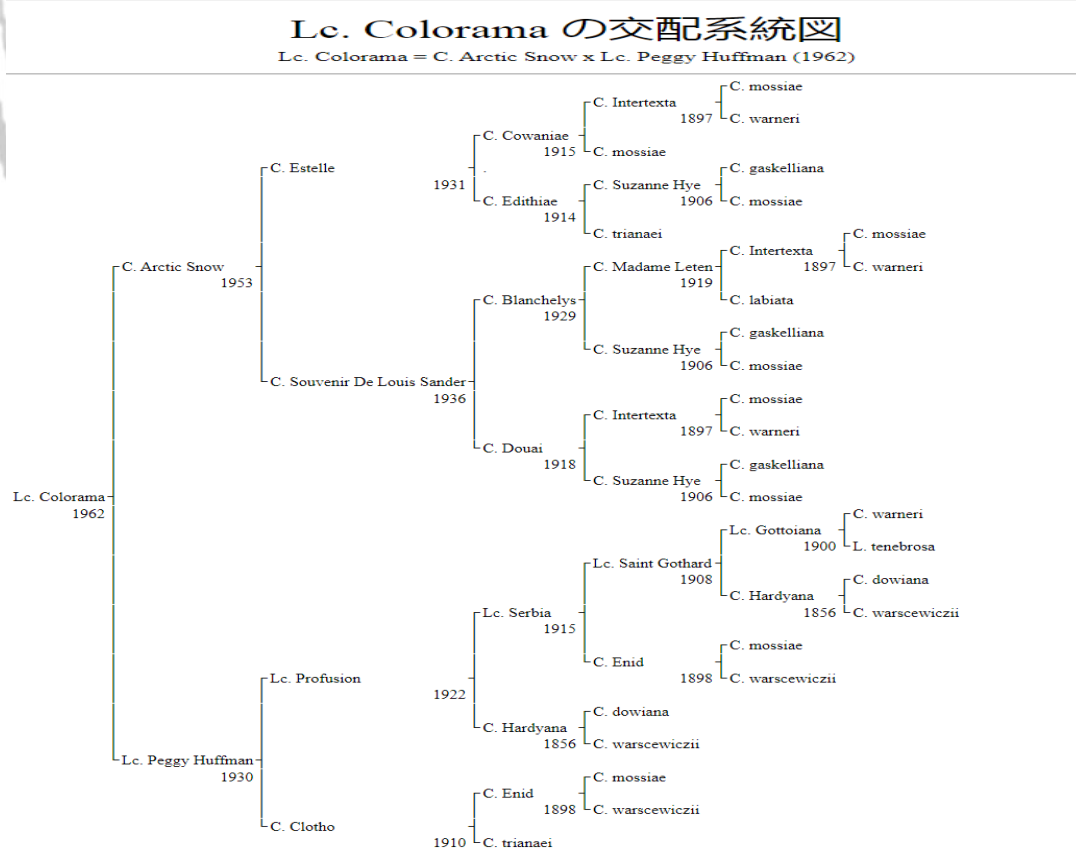 Lc. Colorama の交配系統図
Lc. Colorama = C. Arctic Snow x Lc. Peggy Huffman (1962)
C. mossiae
C. Intertexta
1897 C. warneri
C. Cowaniae
1915 C. mossiae
C. Estelle
C. gaskelliana
1931
C. Suzanne Hye
C. Edithiae
1906 C. mossiae
1914
C. trianaei
C. mossiae
C. Intertexta
C. Arctic Snow
C. Madame Leten
1897 C. warneri
1953
1919
C. Blanchelys
C. labiata
1929
C. gaskelliana
C. Suzanne Hye
1906 C. mossiae
C. Souvenir De Louis Sander
1936
C. mossiae
C. Intertexta
1897 C. warneri
C. Douai
1918
C. gaskelliana
C. Suzanne Hye
1906 C. mossiae
Lc. Colorama
1962
C. warneri
Lc. Gottoiana
1900 L. tenebrosa
Lc. Saint Gothard
1908
C. dowiana
C. Hardyana
Lc. Serbia
1856 C. warscewiczii
1915
C. mossiae
C. Enid
1898 C. warscewiczii
Lc. Profusion
1922
C. dowiana
C. Hardyana
1856 C. warscewiczii
Lc. Peggy Huffman
1930
C. mossiae
C. Enid
1898 C. warscewiczii
C. Clotho
1910 C. trianaei